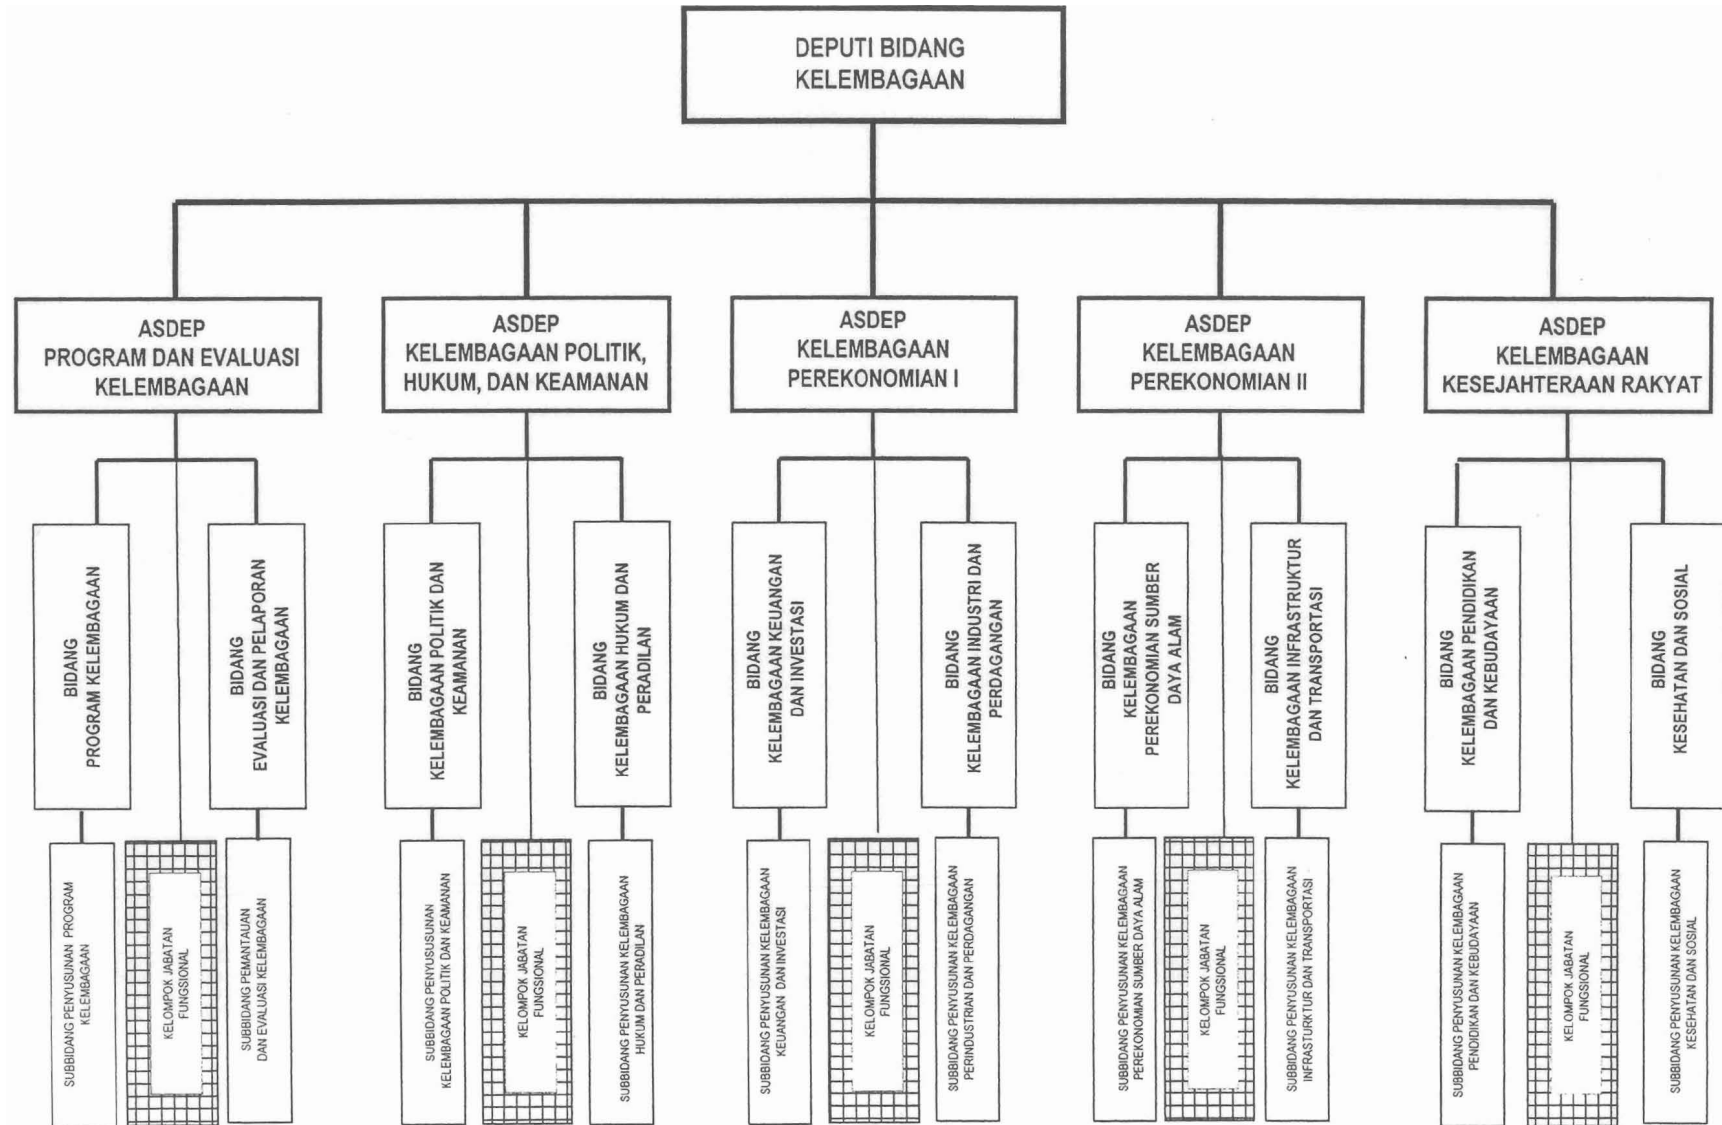 DEPUTI BIDANG
KELEMBAGAAN
ASDEP
PROGRAM DAN EVALUASI
KELEMBAGAAN
ASDEP
KELEMBAGAAN POLITIK,
HUKUM, DAN KEAMANAN
ASDEP
KELEMBAGAAN
PEREKONOMIAN I
ASDEP
KELEMBAGAAN
PEREKONOMIAN II
ASDEP
KELEMBAGAAN
KESEJAHTERAAN RAKYAT
BIDANG
PROGRAM KELEMBAGAAN
BIDANG
EVALUASI DAN PELAPORAN
KELEMBAGAAN
BIDANG
KELEMBAGAAN POLITIK DAN
KEAMANAN
BIDANG
KELEMBAGAAN HUKUM DAN
PERADILAN
BIDANG
KELEMBAGAAN KEUANGAN
DAN INVESTASI
BIDANG
KELEMBAGAAN INDUSTRI DAN
PERDAGANGAN
BIDANG
KELEMBAGAAN
PEREKONOMIAN SUMBER
DAYA ALAM
BIDANG
KELEMBAGAAN INFRASTRUKTUR
DAN TRANSPORTASI
BIDANG
KELEMBAGAAN PENDIDIKAN
DAN KEBUDAYAAN
BIDANG
KESEHATAN DAN SOSIAL
SUBBIDANG PENYUSUNAN PROGRAM
KELEMBAGAAN
KELOMPOK JABATAN
FUNGSIONAL
SUBBIDANG PEMANTAUAN
DAN EVALUASI KELEMBAGAAN
SUBBIDANG PENYUSUNAN
KELEMBAGAAN POLITIK DAN KEAMANAN
KELOMPOK JABATAN
FUNGSIONAL
SUBBIDANG PENYUSUNAN KELEMBAGAAN
HUKUM DAN PERADILAN
SUBBIDANG PENYUSUNAN KELEMBAGAAN
KEUANGAN DAN INVESTASI
KELOMPOK JABATAN
FUNGSIONAL
SUBBIDANG PENYUSUNAN KELEMBAGAAN
PERINDUSTRIAN DAN PERDAGANGAN
SUBBIDANG PENYUSUNAN KELEMBAGAAN
PEREKONOMIAN SUMBER DAYA ALAM
KELOMPOK JABATAN
FUNGSIONAL
SUBBIDANG PENYUSUNAN KELEMBAGAAN
INFRASTURKTUR DAN TRANSPORTASI
SUBBIDANG PENYUSUNAN KELEMBAGAAN
PENDIDIKAN DAN KEBUDAYAAN
KELOMPOK JABATAN
FUNGSIONAL
SUBBIDANG PENYUSUNAN KELEMBAGAAN
KESEHATAN DAN SOSIAL